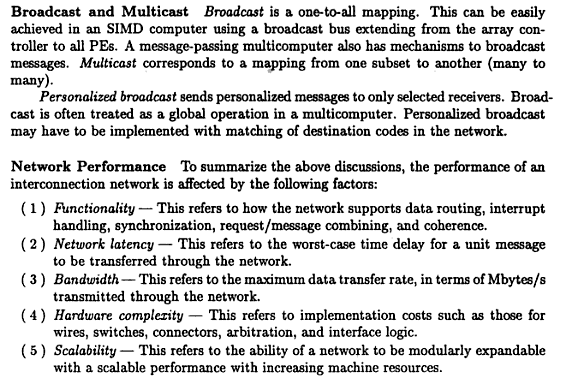 Broadcast and Multicast Broadcast is a one-to-all mapping. This can be easily
achieved in an SIMD computer using a broadcast bus extending from the array con-
troller to all PEs. A message-passing multicomputer also has mechanisms to broadcast
messages. Multicast corresponds to a mapping from one subset to another (many to
many).
Personalized broadcast sends personalized messages to only selected receivers. Broad-
cast is often treated as a global operation in a multicomputer. Personalized broadcast
may have to be implemented with matching of destination codes in the network.
Network Performance To summarize the above discussions, the performance of an
interconnection network is affected by the following factors:
( 1 ) Functionality — This refers to how the network supports data routing, interrupt
handling, synchronization, request/message combining, and coherence.
( 2 ) Network latency — This refers to the worst-case time delay for a unit message
to be transferred through the network.
( 3 ) Bandwidth — This refers to the maximum data transfer rate, in terms of Mbytes/s
transmitted through the network.
( 4 ) Hardware complexity — This refers to implementation costs such as those for
wires, switches, connectors, arbitration, and interface logic.
( 5 ) Scalability — This refers to the ability of a network to be modularly expandable
with a scalable performance with increasing machine resources.